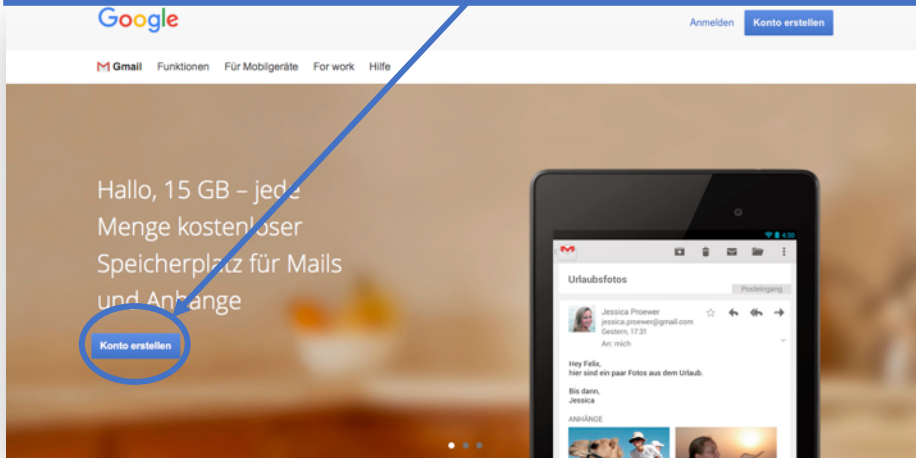 Google
Anmelden
Konto erstellen
Gmail Funktionen Für Mobilgeräte For work Hilfe
Hallo, 15 GB – jede
Menge kostenloser
Speicherplatz für Mails
und Anhänge
Konto erstellen
4:30
Urlaubsfotos
Posteingang
Jessica Proewer
jessica.proewer@gmail.com
Gestern, 17:31
An: mich
Hey Felix,
hier sind ein paar Fotos aus dem Urlaub.
Bis dann,
Jessica
ANHÄNGE